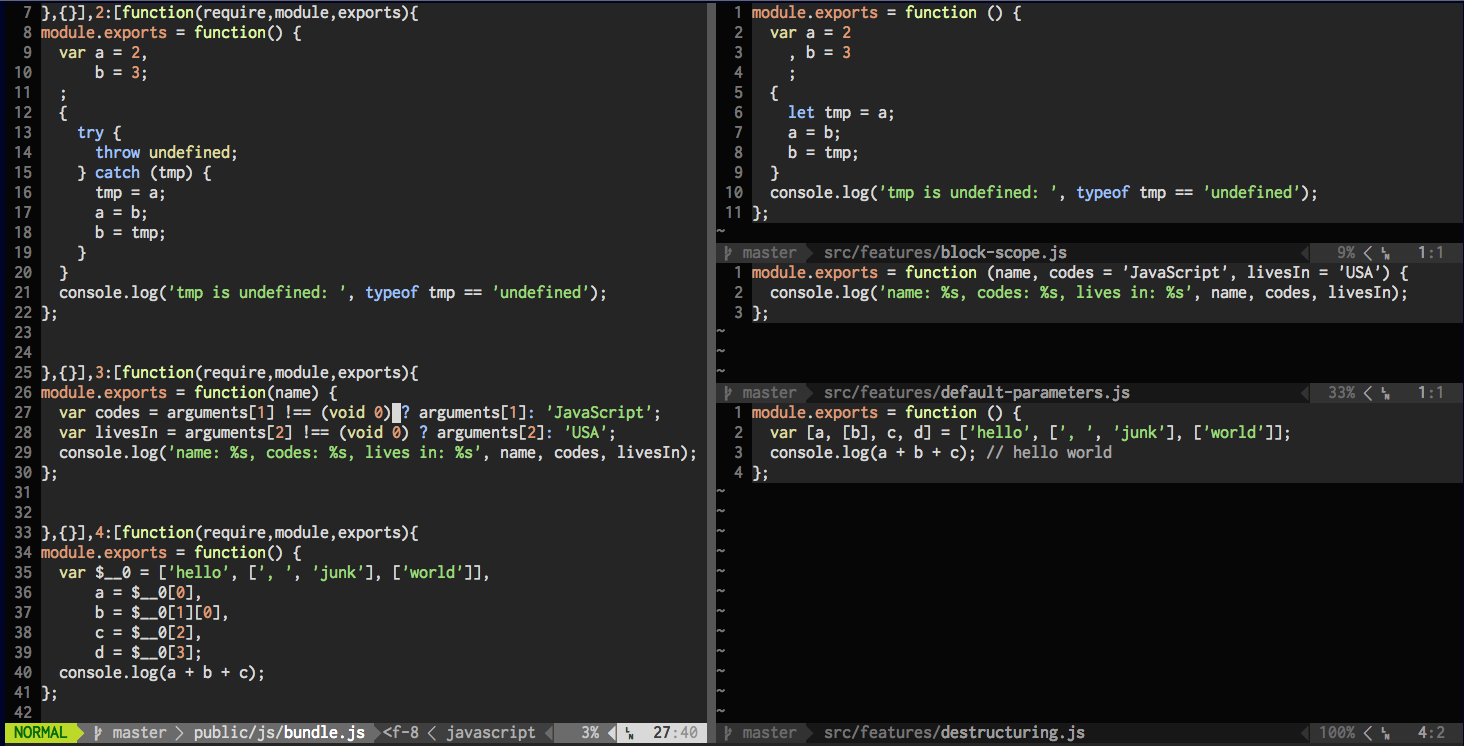 7 },{}],2:[function(require,module,exports){
8 module.exports = function() {
9   var a = 2,
10       b = 3;
11   ;
12   {
13     try {
14       throw undefined;
15     } catch (tmp) {
16       tmp = a;
17       a = b;
18       b = tmp;
19     }
20   }
21   console.log('tmp is undefined: ', typeof tmp == 'undefined');
22 };
23
24
25 },{}],3:[function(require,module,exports){
26 module.exports = function(name) {
27   var codes = arguments[1] !== (void 0) ? arguments[1]: 'JavaScript';
28   var livesIn = arguments[2] !== (void 0) ? arguments[2]: 'USA';
29   console.log('name: %s, codes: %s, lives in: %s', name, codes, livesIn);
30 };
31
32
33 },{}],4:[function(require,module,exports){
34 module.exports = function() {
35   var $__0 = ['hello', [', ', 'junk'], ['world']],
36       a = $__0[0],
37       b = $__0[1][0],
38       c = $__0[2],
39       d = $__0[3];
40   console.log(a + b + c);
41 };
42
NORMAL master public/js/bundle.js <f-8 javascript 3% 27:40
1 module.exports = function () {
2   var a = 2
3     , b = 3
4     ;
5   {
6     let tmp = a;
7     a = b;
8     b = tmp;
9   }
10   console.log('tmp is undefined: ', typeof tmp == 'undefined');
11 };
~
master src/features/block-scope.js 9% 1:1
1 module.exports = function (name, codes = 'JavaScript', livesIn = 'USA') {
2   console.log('name: %s, codes: %s, lives in: %s', name, codes, livesIn);
3 };
~
~
~
master src/features/default-parameters.js 33% 1:1
1 module.exports = function () {
2   var [a, [b], c, d] = ['hello', [', ', 'junk'], ['world']];
3   console.log(a + b + c); // hello world
4 };
~
~
~
~
~
~
~
~
~
~
~
~
master src/features/destructuring.js 100% 4:2